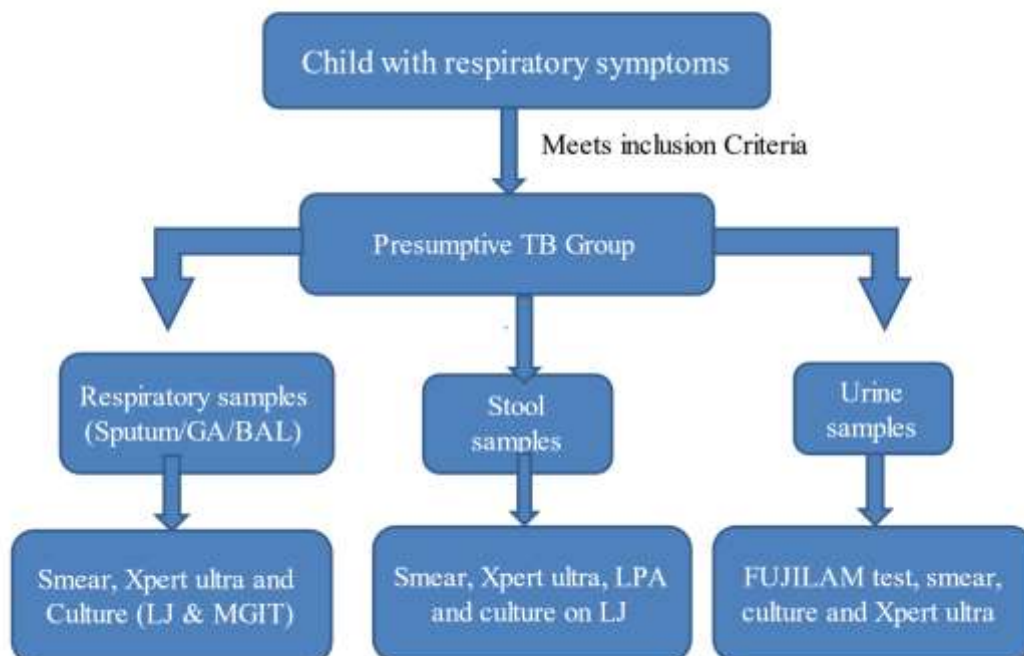 Child with respiratory symptoms
Meets inclusion Criteria
Presumptive TB Group
Respiratory samples
(Sputum/GA/BAL)
Stool
samples
Urine
samples
Smear, Xpert ultra and
Culture (LJ & MGIT)
Smear, Xpert ultra, LPA
and culture on LJ
FUJILAM test, smear,
culture and Xpert ultra